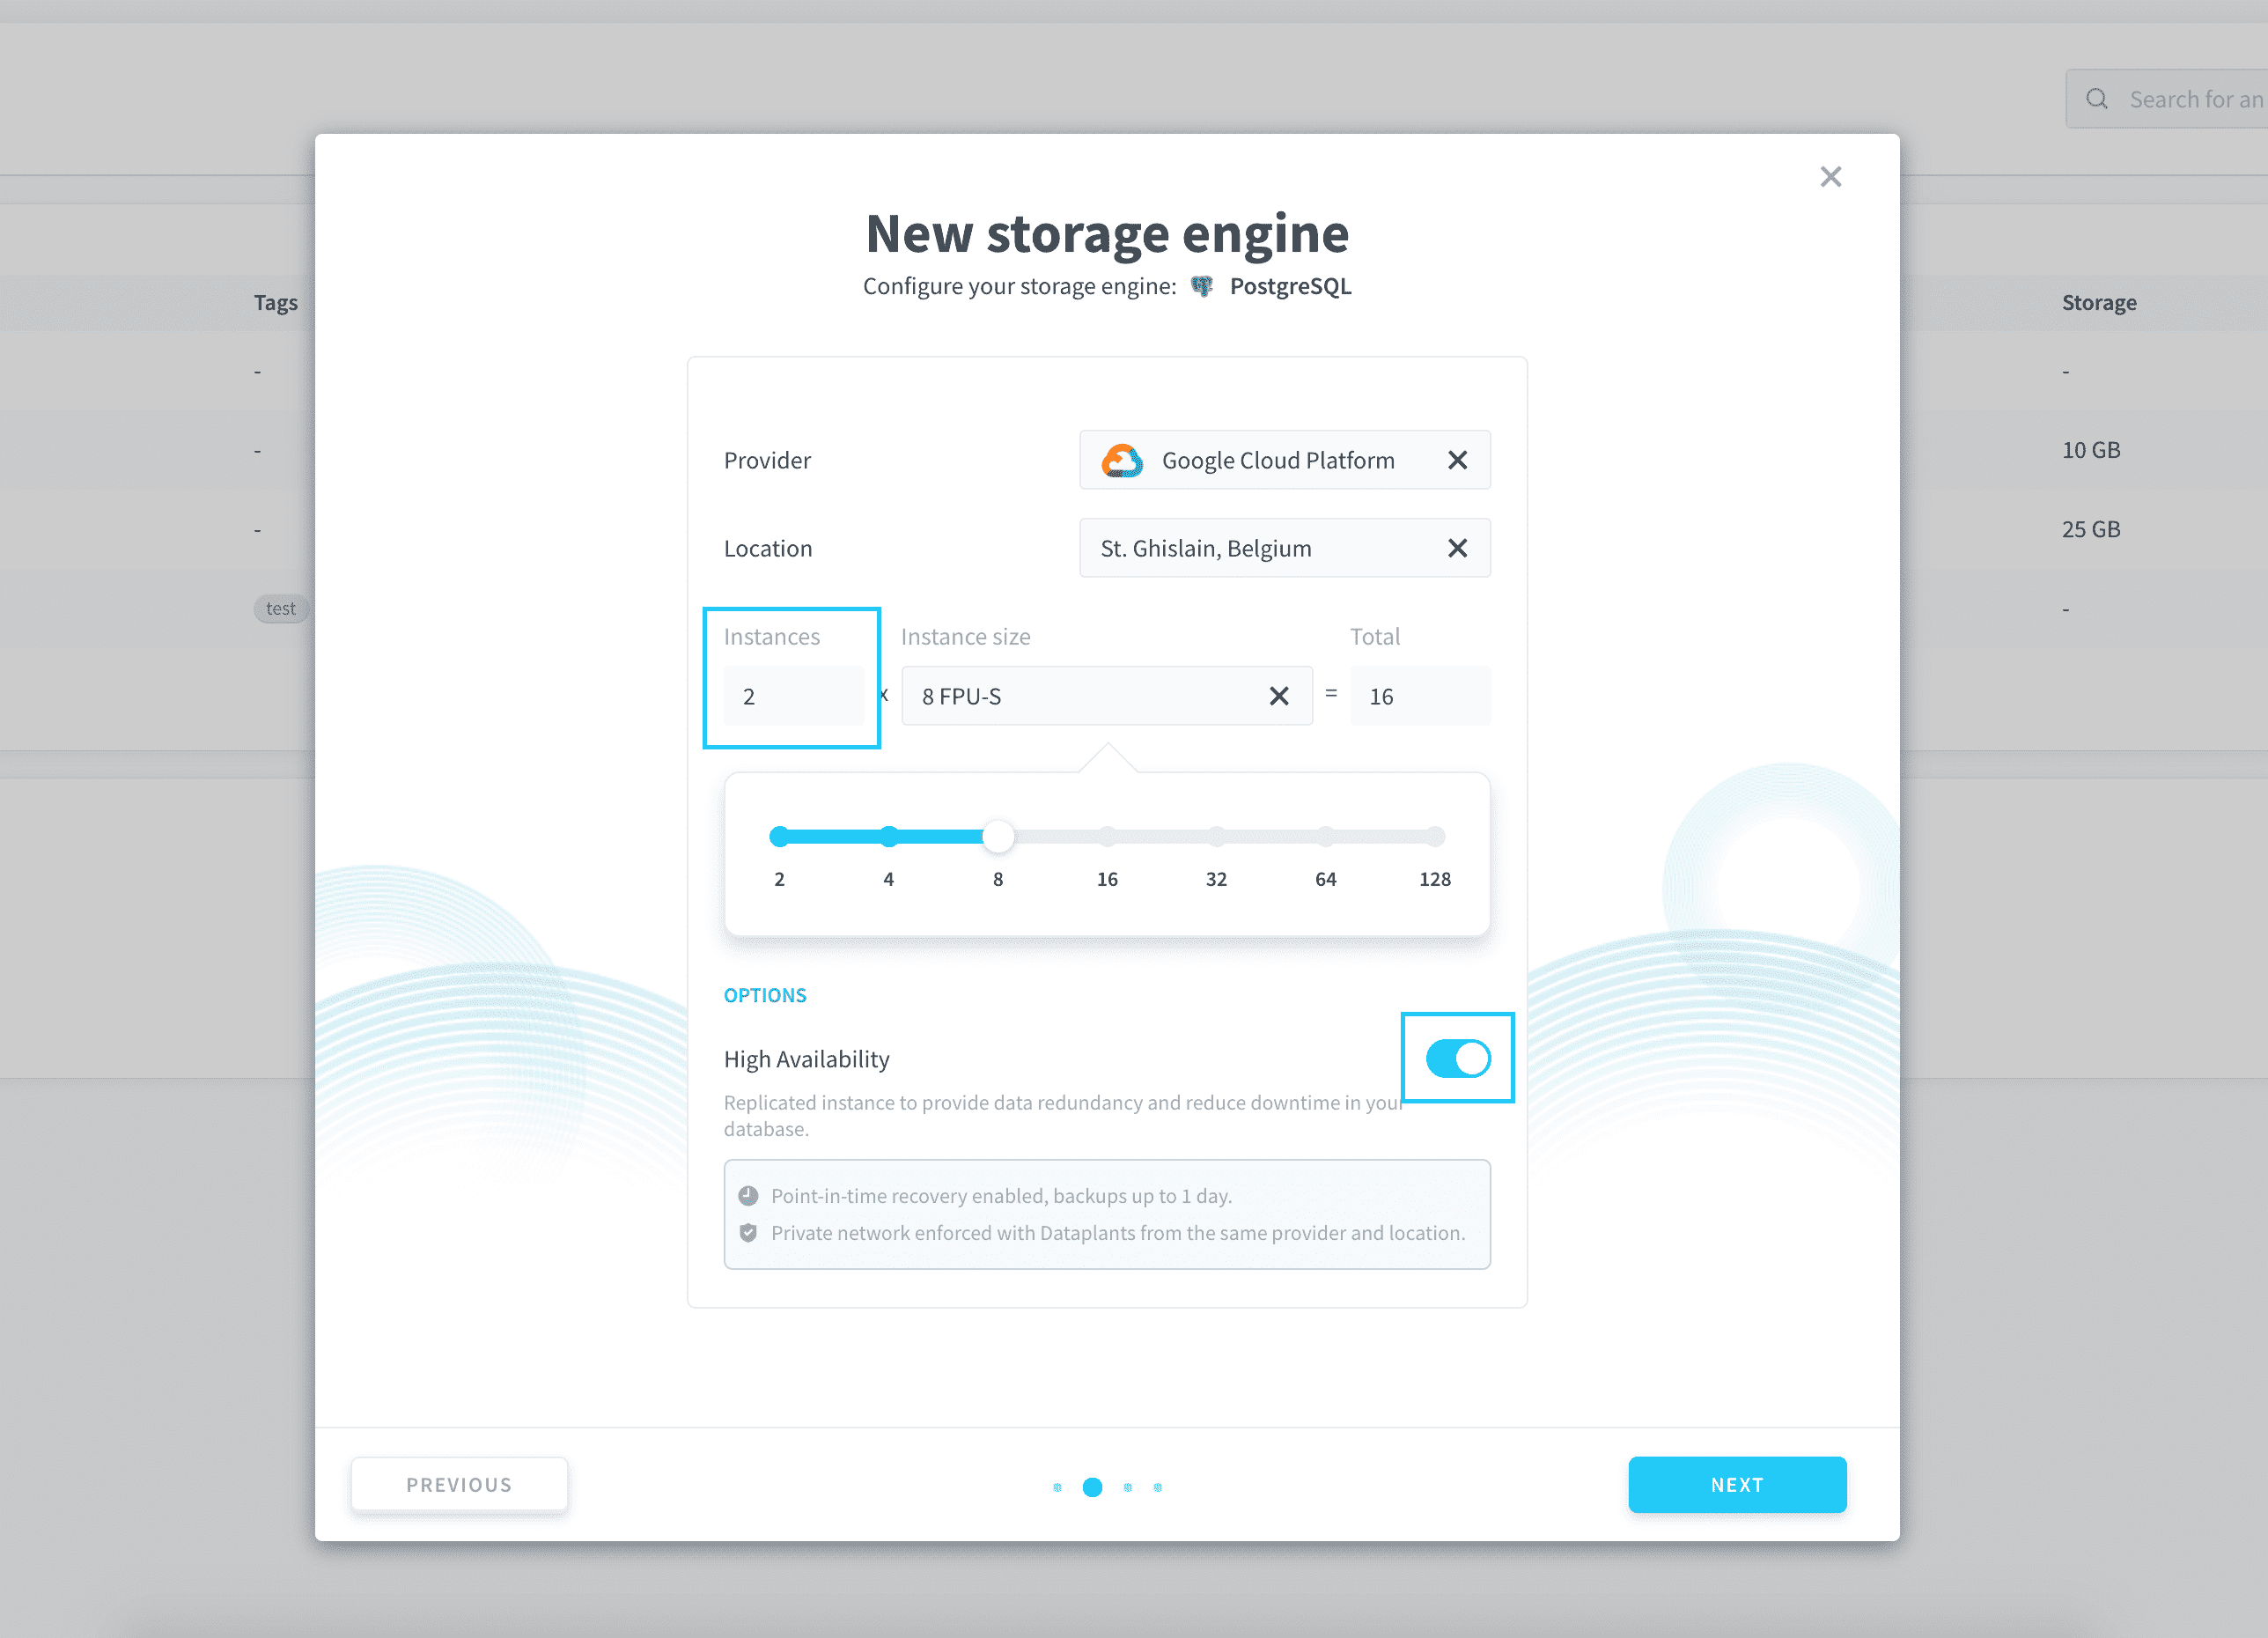 Search for an
New storage engine
Configure your storage engine: PostgreSQL
Tags
Storage
-
-
-
10 GB
-
25 GB
test
-
Provider
Google Cloud Platform
Location
St. Ghislain, Belgium
Instances
Instance size
Total
2 x 8 FPU-S = 16
2 4 8 16 32 64 128
OPTIONS
High Availability
Replicated instance to provide data redundancy and reduce downtime in your
database.
Point-in-time recovery enabled, backups up to 1 day.
Private network enforced with Dataplants from the same provider and location.
PREVIOUS
NEXT